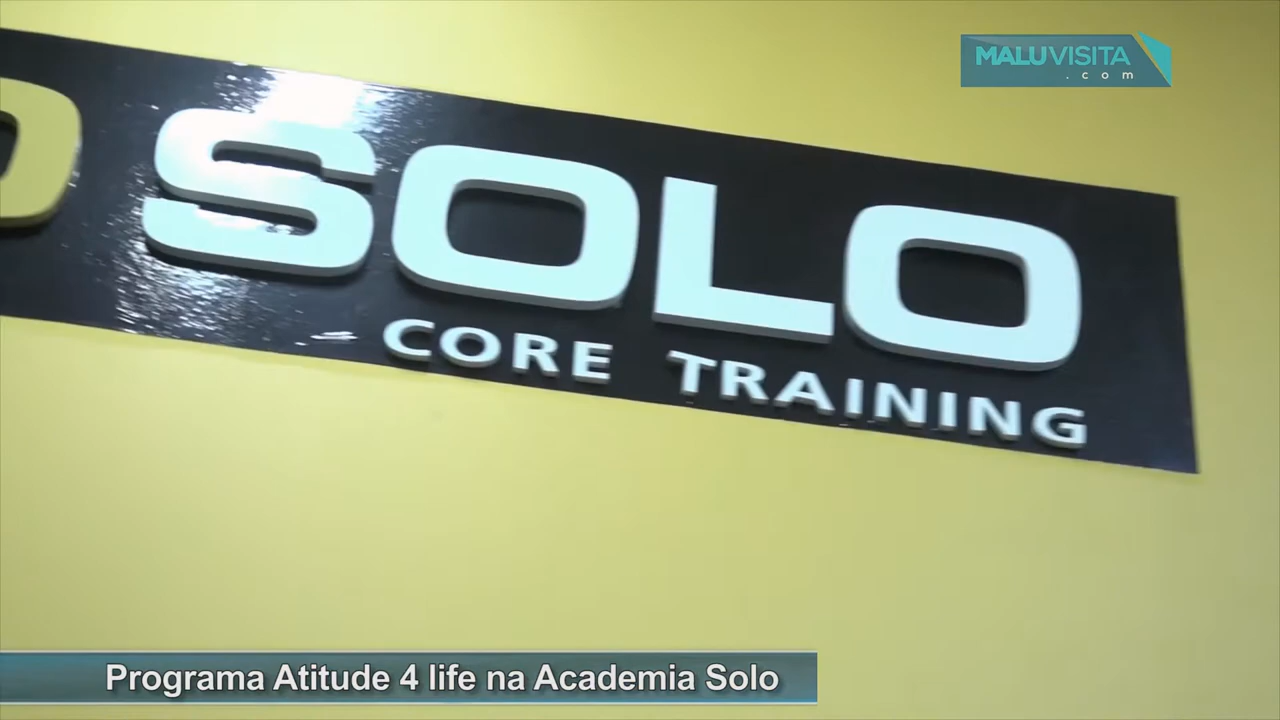 MALUVISITA
.com
SOLO
CORE TRAINING
Programa Atitude 4 life na Academia Solo